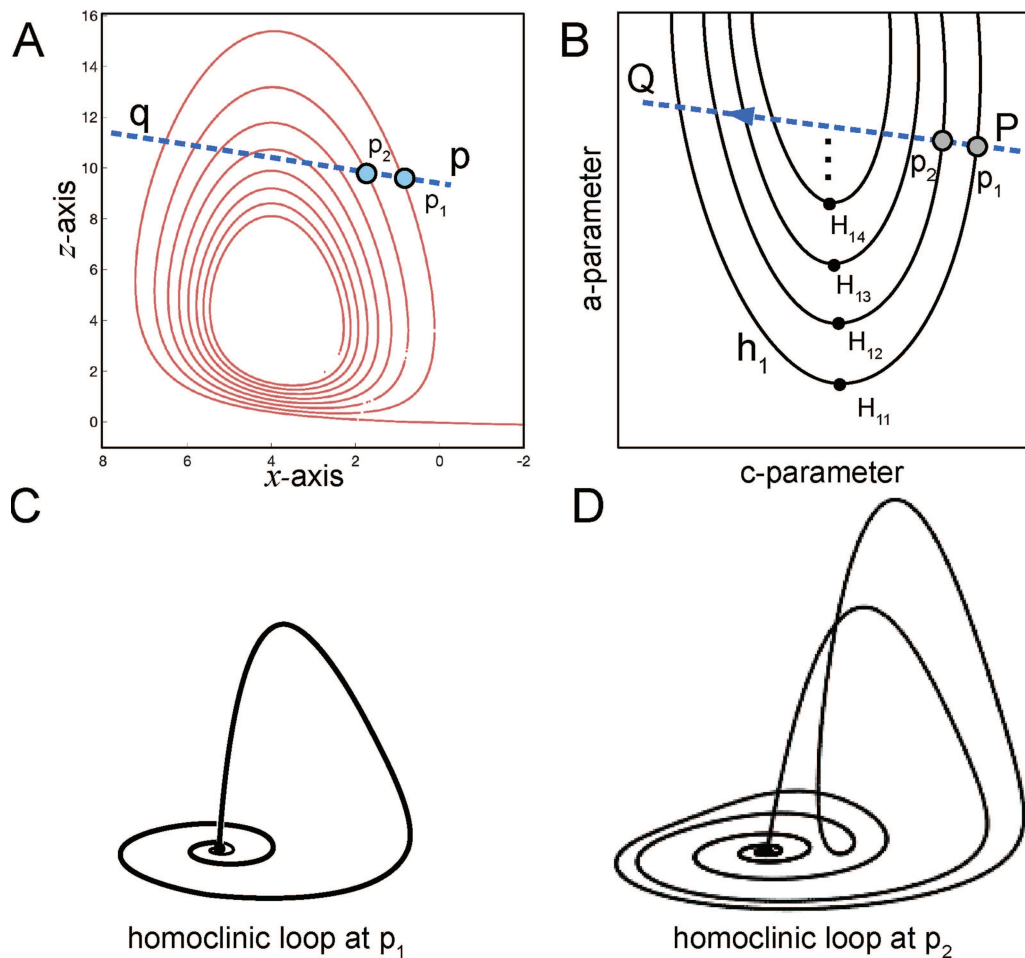 A
16
14
12
10
8
6
4
2
0
z-axis
q
p2
p
p1
8
6
4
2
0
-2
x-axis
B
Q
P
p2
p1
H14
H13
H12
H11
h1
a-parameter
c-parameter
C
homoclinic loop at p1
D
homoclinic loop at p2